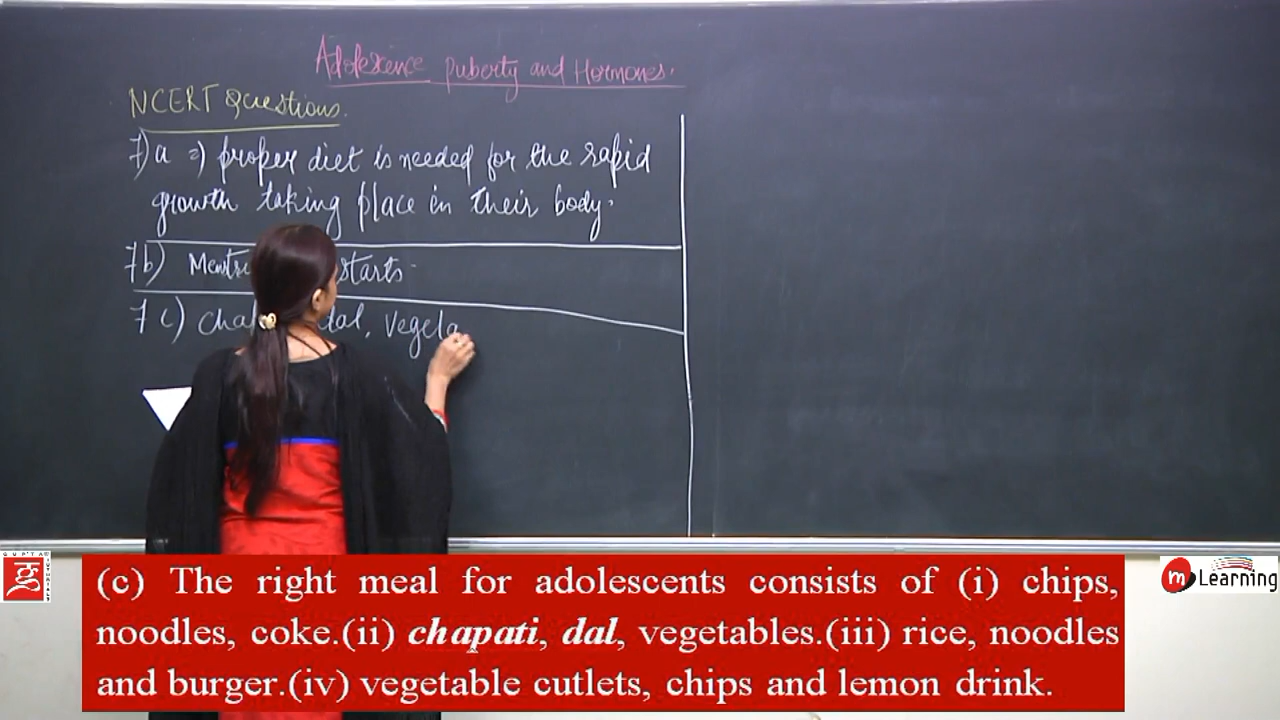 Adolescence puberty and Hormones.
NCERT Questions.
7) a => proper diet is needed for the rapid
growth taking place in their body.
7b) starts.
7 c) dal, vegeta
(c) The right meal for adolescents consists of (i) chips,
noodles, coke.(ii) chapati, dal, vegetables.(iii) rice, noodles
and burger.(iv) vegetable cutlets, chips and lemon drink.
m Learning